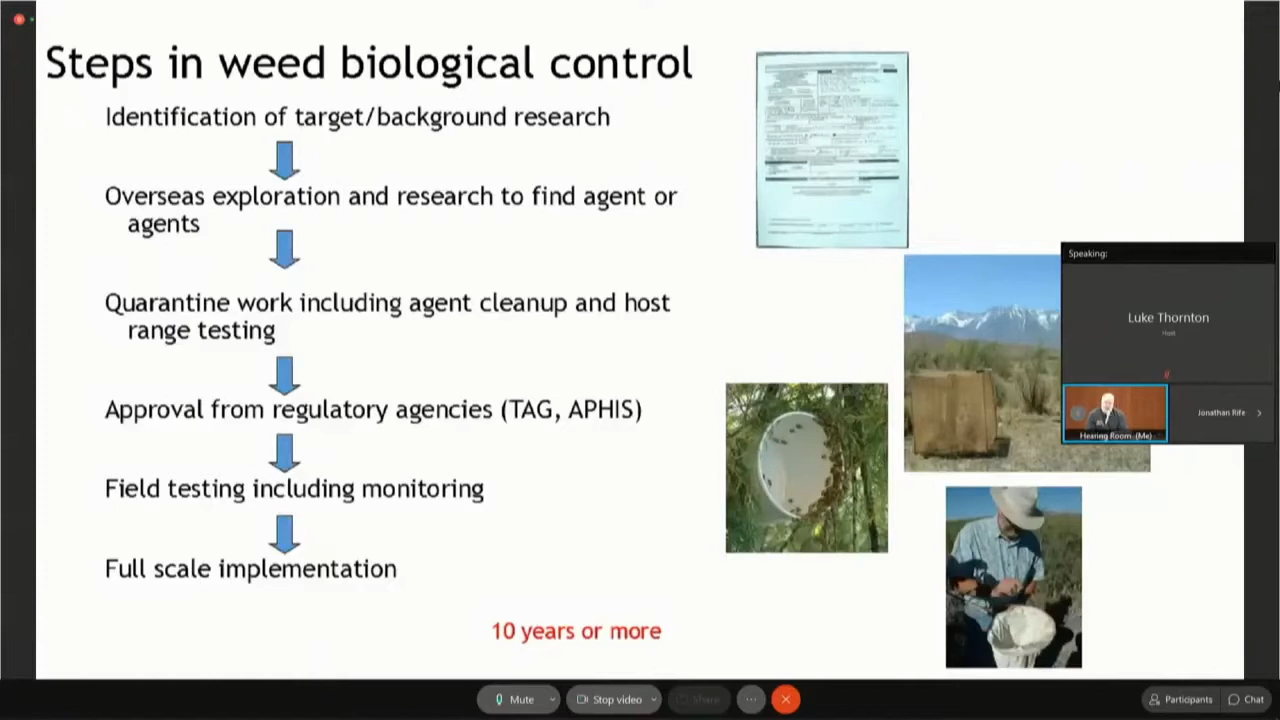 Steps in weed biological control
Identification of target/background research
Overseas exploration and research to find agent or
agents
Quarantine work including agent cleanup and host
range testing
Approval from regulatory agencies (TAG, APHIS)
Field testing including monitoring
Full scale implementation
10 years or more
Speaking:
Luke Thornton
Host
Hearing Room (Me)
Jonathan Rife
Mute
Stop video
Share
Participants
Chat